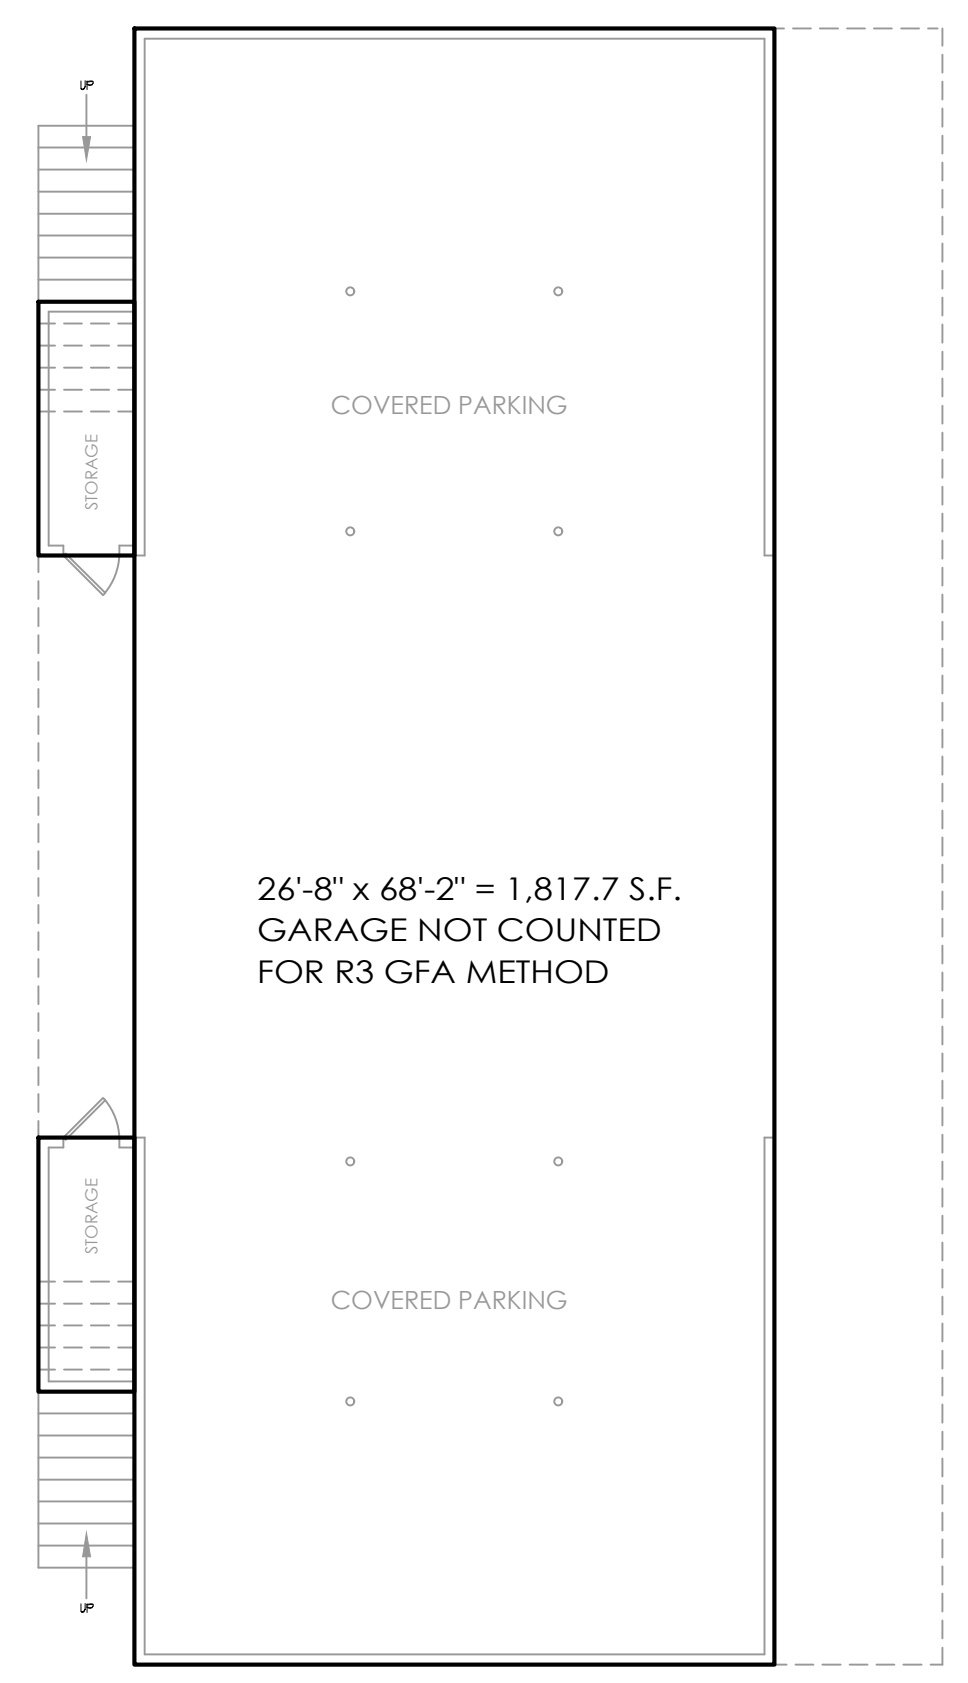 UP
COVERED PARKING
STORAGE
26'-8" x 68'-2" = 1,817.7 S.F.
GARAGE NOT COUNTED
FOR R3 GFA METHOD
STORAGE
COVERED PARKING
UP